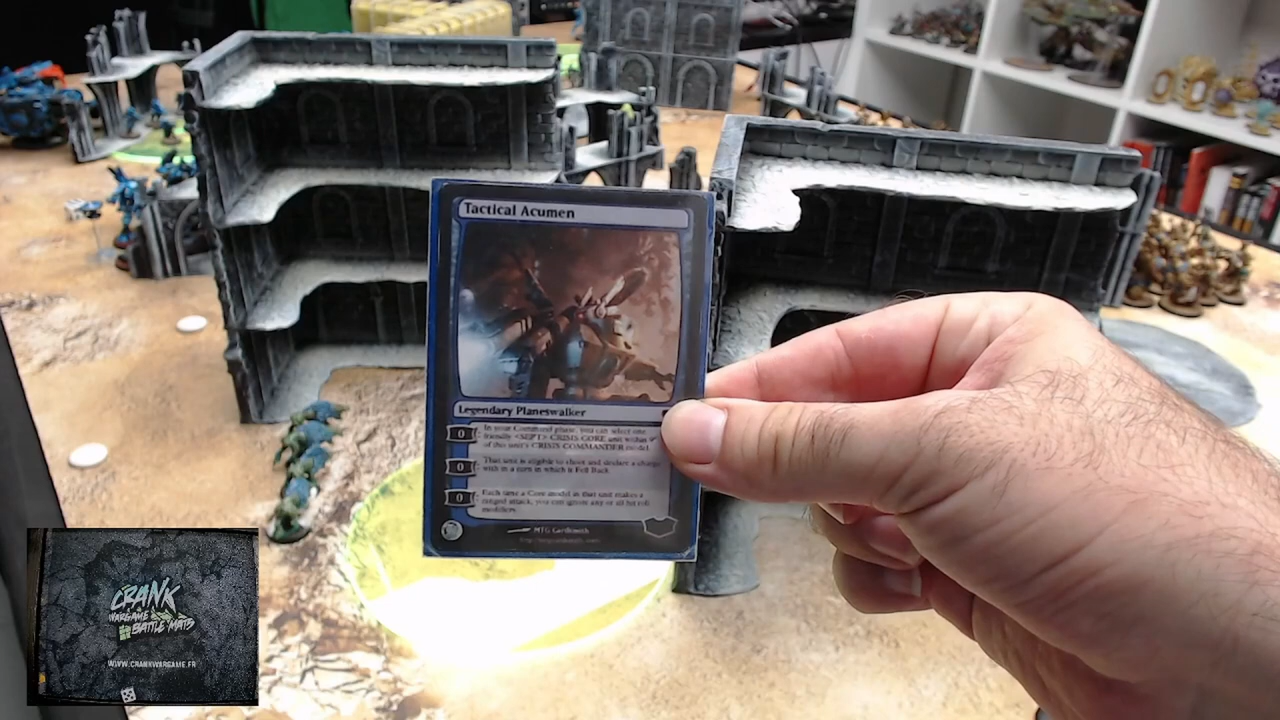 Tactical Acumen
Legendary Planeswalker
0 In your Command phase, you can select one
friendly <SEPT> CRISIS CORE unit within
of this unit's CRISIS COMMANDER model.
0 That unit is eligible to shoot and declare a charge
with in a turn in which it Fell Back.
0 Each time a Core model in that unit makes a
ranged attack, you can ignore any or all hit roll
modifiers.
MTG Cardsmith
CRANK
WARGAME
BATTLE MATS
WWW.CRANKWARGAME.FR